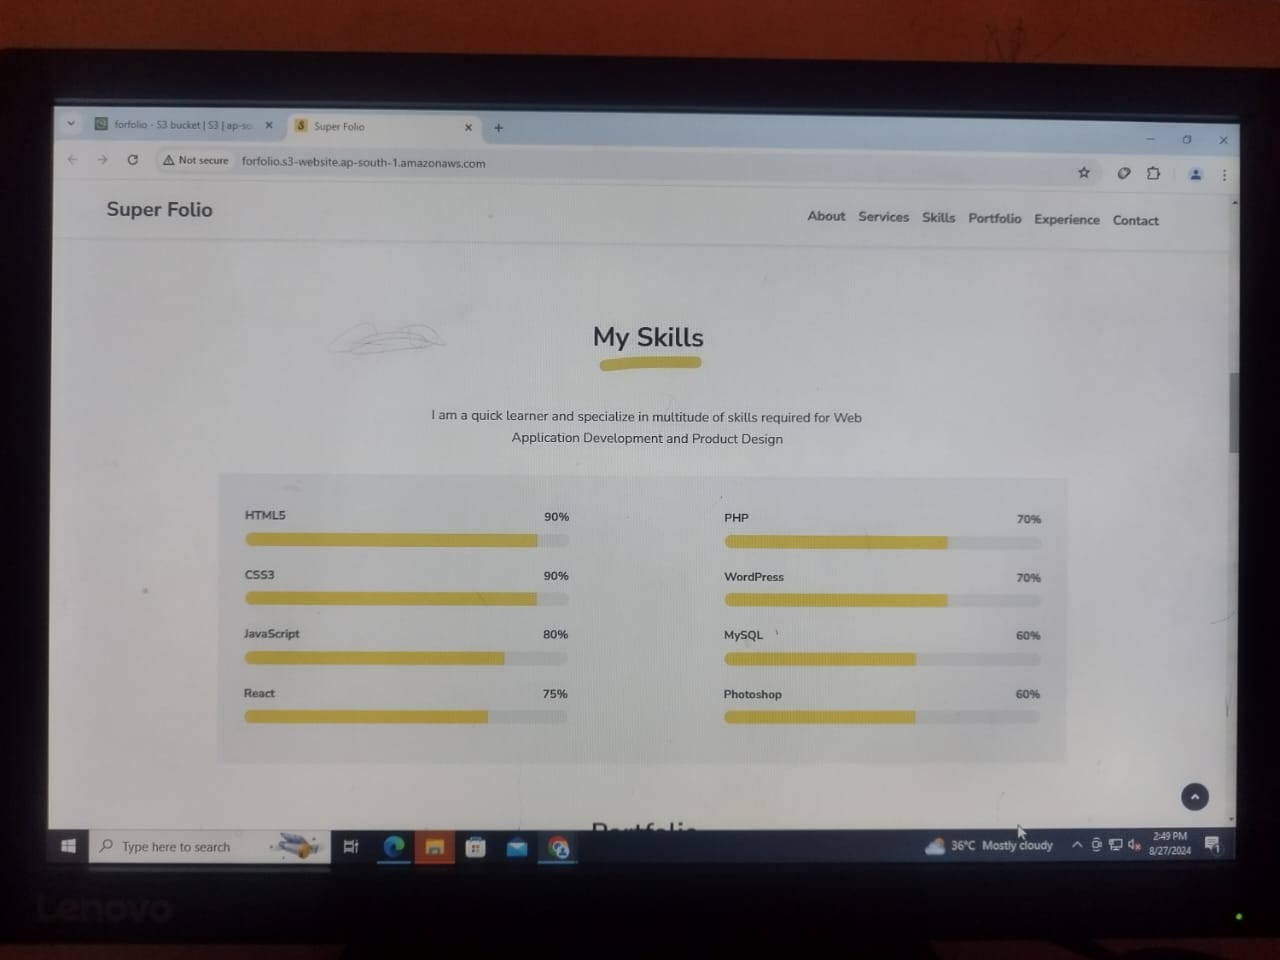 forfolio - S3 bucket | S3 | ap-so
Super Folio
Not secure
forfolio.s3-website.ap-south-1.amazonaws.com
Super Folio
About Services Skills Portfolio Experience Contact
My Skills
I am a quick learner and specialize in multitude of skills required for Web
Application Development and Product Design
HTML5 90%
PHP 70%
CSS3 90%
WordPress 70%
JavaScript 80%
MySQL 60%
React 75%
Photoshop 60%
Portfolio
Type here to search
36°C Mostly cloudy
2:49 PM
8/27/2024
1
Lenovo